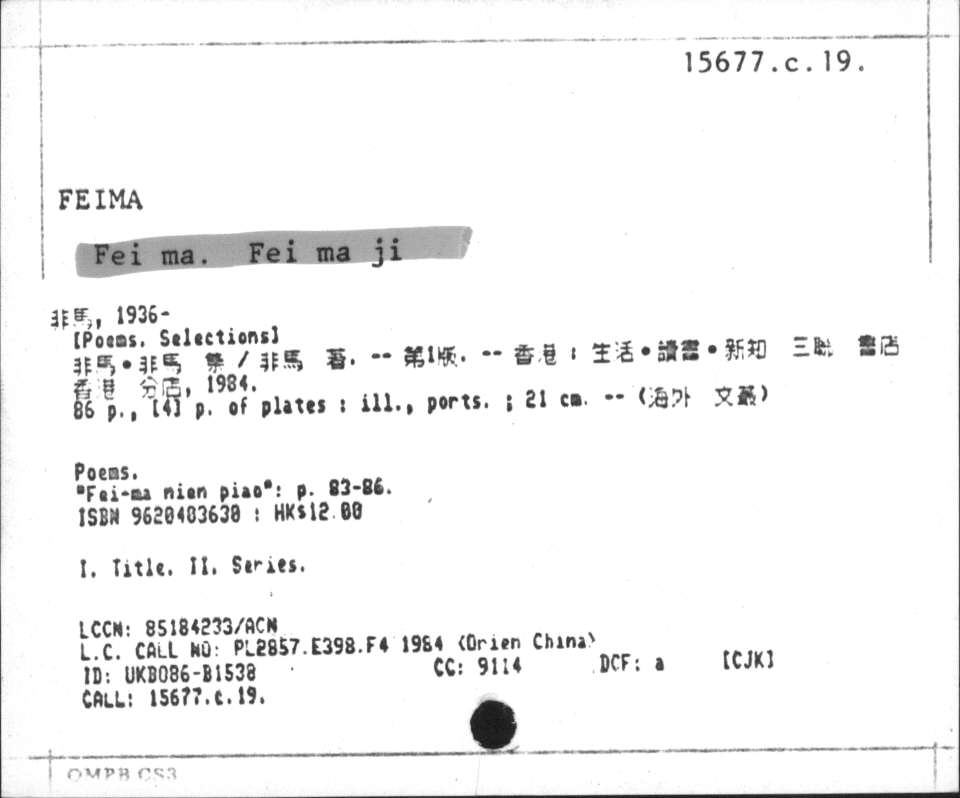 15677.c.19.
FEIMA
Fei ma. Fei ma ji
非馬, 1936-
[Poems. Selections]
非馬•非馬 集 / 非馬 著. -- 第1版. -- 香港 : 生活•讀書•新知 三聯 書店
香港 分店, 1984.
86 p., [4] p. of plates : ill., ports. ; 21 cm. -- (海外 文叢)
Poems.
"Fei-ma nien piao": p. 83-86.
ISBN 9620403630 : HK$12.00
I. Title. II. Series.
LCCN: 85184233/ACN
L.C. CALL NO: PL2857.E398.F4 1984 <Orien China>
ID: UKBO86-B1538 CC: 9114 DCF: a [CJK]
CALL: 15677.c.19.
OMPB CS3